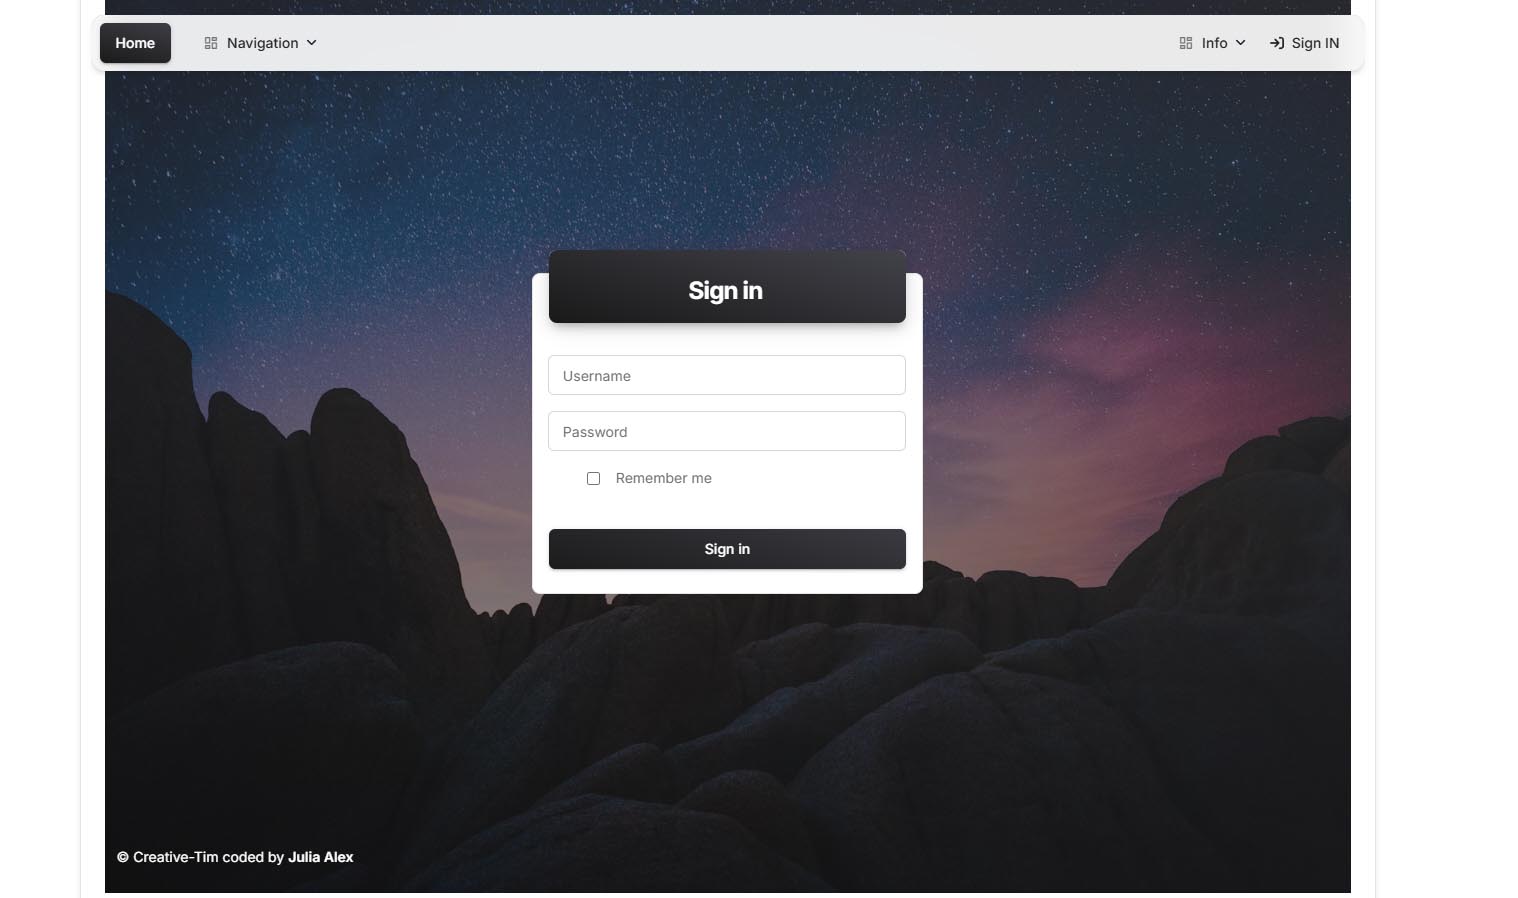 Home
Navigation
Info
Sign IN
Sign in
Username
Password
Remember me
Sign in
© Creative-Tim coded by Julia Alex